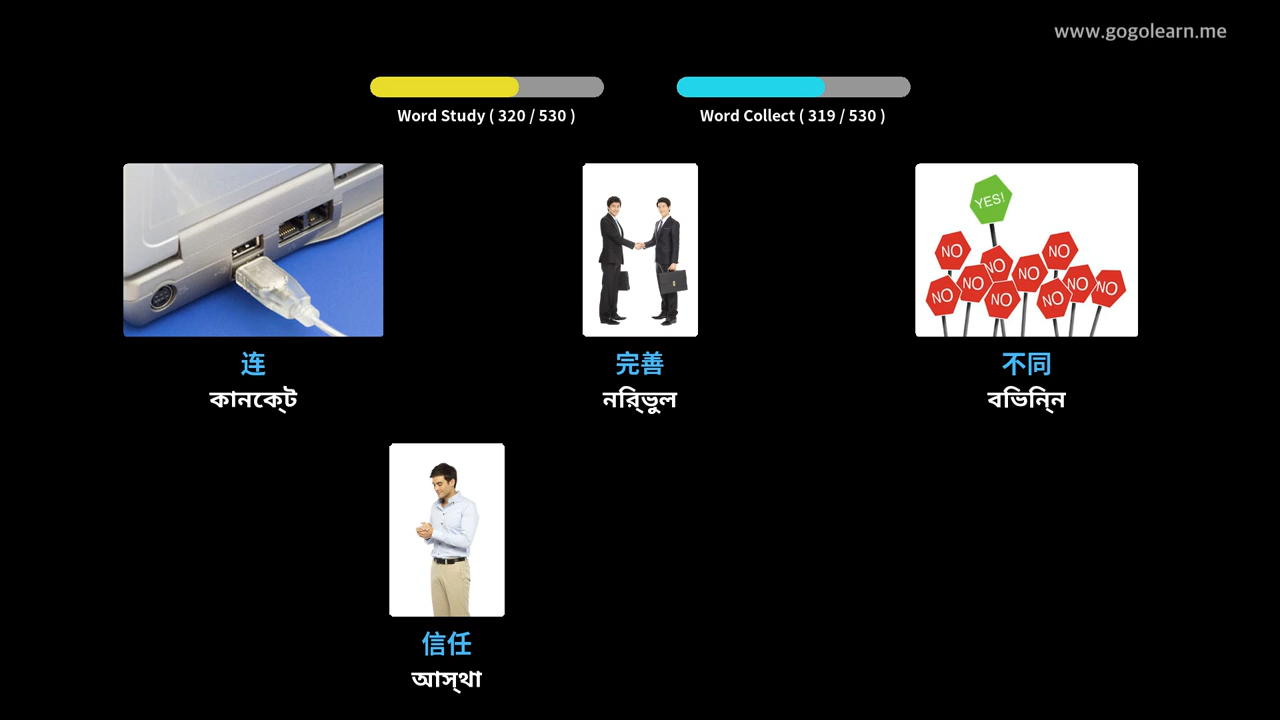 www.gogolearn.me
Word Study ( 320 / 530 )
Word Collect ( 319 / 530 )
YES!
NO
NO
NO
NO
NO
NO
NO
NO
NO
NO
连
完善
不同
কানেক্ট
নির্ভুল
বিভিন্ন
信任
আস্থা